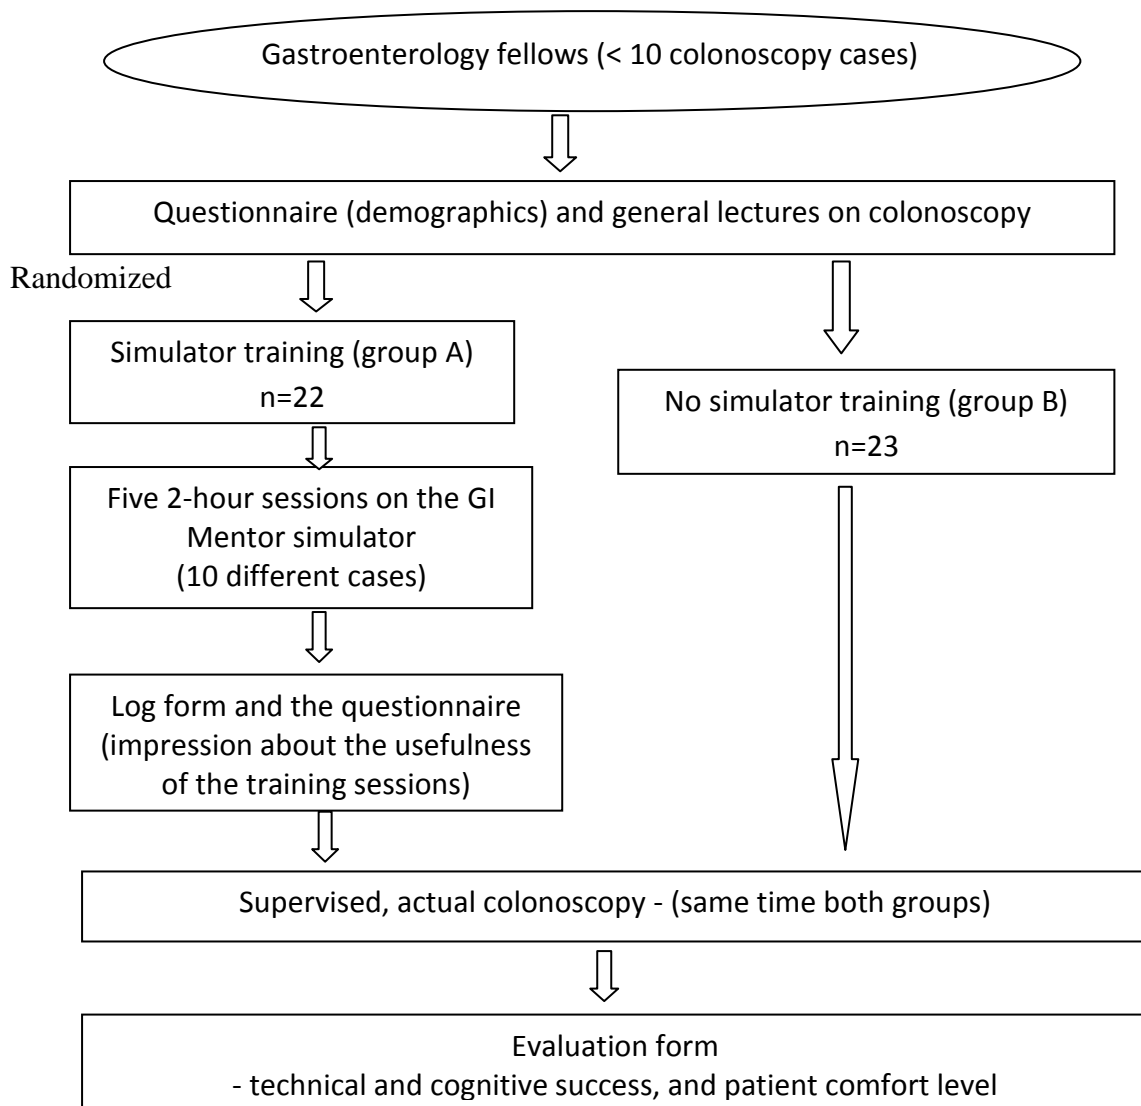 Gastroenterology fellows (< 10 colonoscopy cases)
Questionnaire (demographics) and general lectures on colonoscopy
Randomized
Simulator training (group A)
n=22
No simulator training (group B)
n=23
Five 2-hour sessions on the GI
Mentor simulator
(10 different cases)
Log form and the questionnaire
(impression about the usefulness
of the training sessions)
Supervised, actual colonoscopy - (same time both groups)
Evaluation form
- technical and cognitive success, and patient comfort level